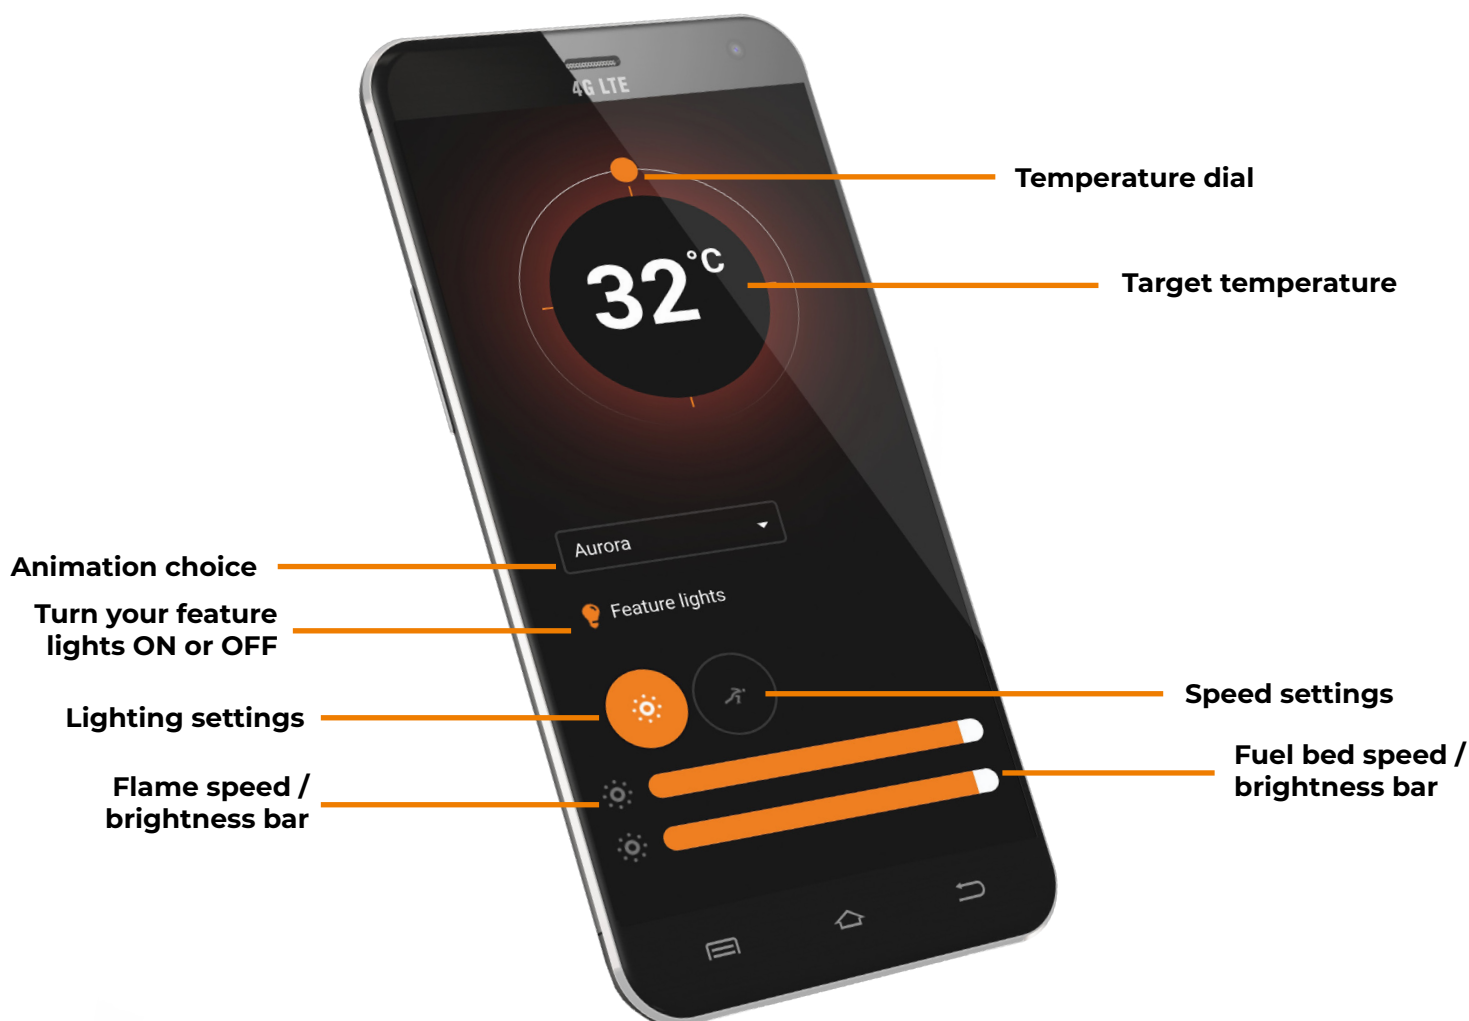 4G LTE
Temperature dial
32°C
Target temperature
Aurora
Animation choice
Feature lights
Turn your feature
lights ON or OFF
Lighting settings
Speed settings
Flame speed /
brightness bar
Fuel bed speed /
brightness bar